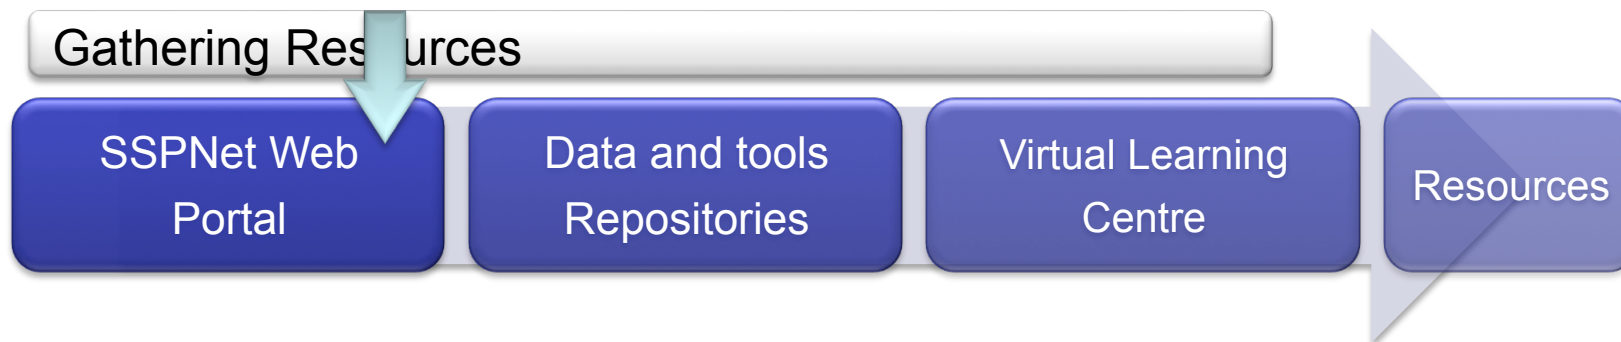 Gathering Resources
SSPNet Web
Portal
Data and tools
Repositories
Virtual Learning
Centre
Resources